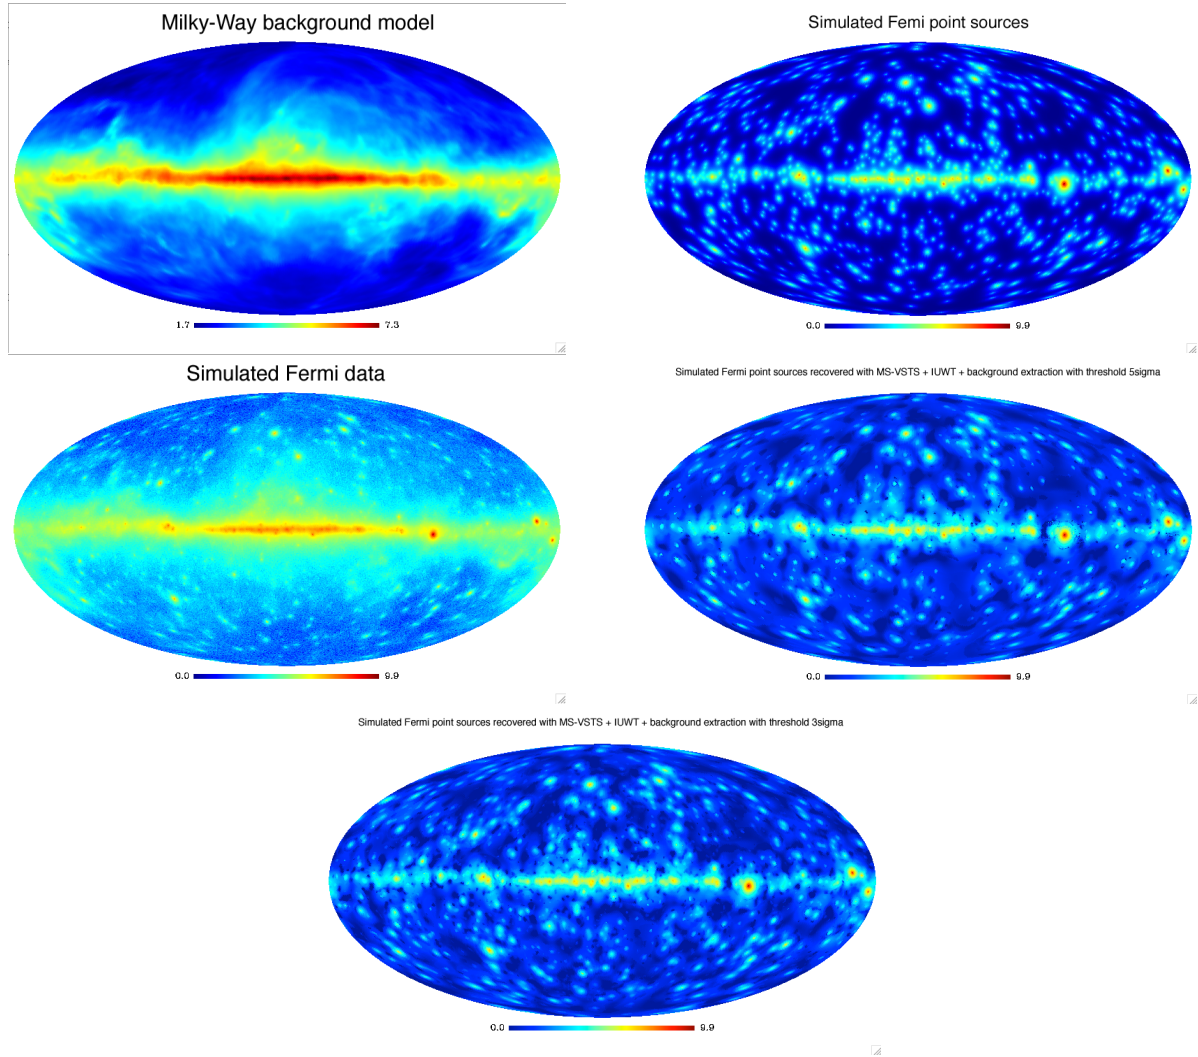 Milky-Way background model
1.7 7.3
Simulated Femi point sources
0.0 9.9
Simulated Fermi data
0.0 9.9
Simulated Fermi point sources recovered with MS-VSTS + IUWT + background extraction with threshold 5sigma
0.0 9.9
Simulated Fermi point sources recovered with MS-VSTS + IUWT + background extraction with threshold 3sigma
0.0 9.9